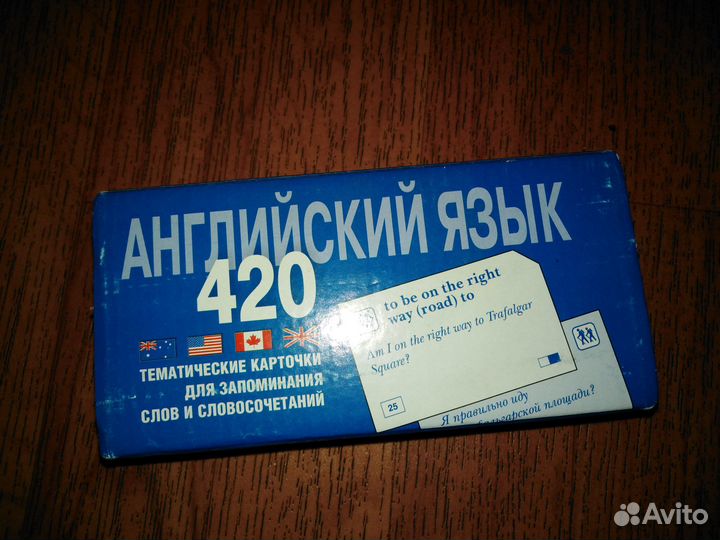 АНГЛИЙСКИЙ ЯЗЫК
420
ТЕМАТИЧЕСКИЕ КАРТОЧКИ
ДЛЯ ЗАПОМИНАНИЯ
СЛОВ И СЛОВОСОЧЕТАНИЙ
to be on the right
way (road) to
Am I on the right way to Trafalgar
Square?
25
Я правильно иду
площади?
Avito